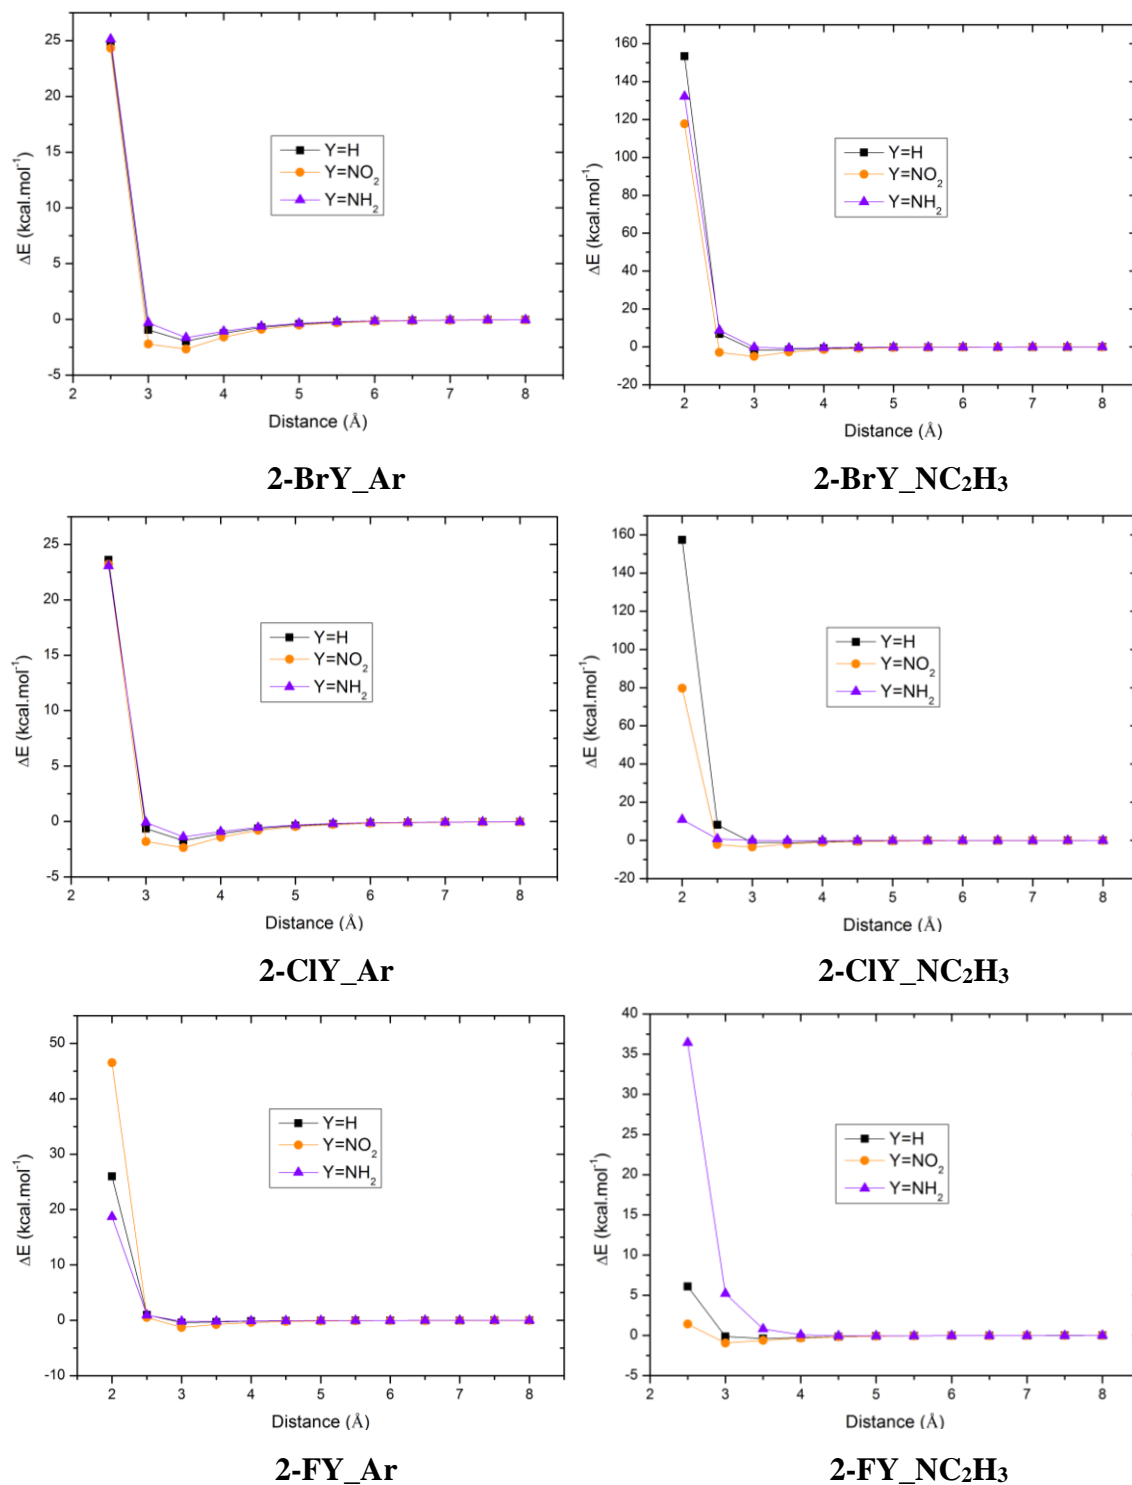 25
20
15
10
5
0
-5
ΔE (kcal.mol⁻¹)
Y=H
Y=NO₂
Y=NH₂
2 3 4 5 6 7 8
Distance (Å)
2-BrY_Ar
160
140
120
100
80
60
40
20
0
-20
ΔE (kcal.mol⁻¹)
Y=H
Y=NO₂
Y=NH₂
2 3 4 5 6 7 8
Distance (Å)
2-BrY_NC₂H₃
25
20
15
10
5
0
-5
ΔE (kcal.mol⁻¹)
Y=H
Y=NO₂
Y=NH₂
2 3 4 5 6 7 8
Distance (Å)
2-ClY_Ar
160
140
120
100
80
60
40
20
0
-20
ΔE (kcal.mol⁻¹)
Y=H
Y=NO₂
Y=NH₂
2 3 4 5 6 7 8
Distance (Å)
2-ClY_NC₂H₃
50
40
30
20
10
0
-10
ΔE (kcal.mol⁻¹)
Y=H
Y=NO₂
Y=NH₂
2 3 4 5 6 7 8
Distance (Å)
2-FY_Ar
40
35
30
25
20
15
10
5
0
-5
ΔE (kcal.mol⁻¹)
Y=H
Y=NO₂
Y=NH₂
2 3 4 5 6 7 8
Distance (Å)
2-FY_NC₂H₃